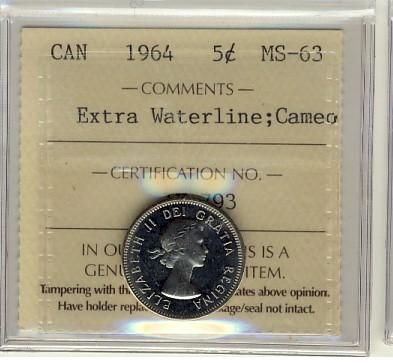 CAN 1964 5¢ MS-63
— COMMENTS —
Extra Waterline;Cameo
— CERTIFICATION NO. —
793
ELIZABETH II DEI GRATIA REGINA
IN OU S IS A
GENU ITEM.
Tampering with th ates above opinion.
Have holder repla age/seal not intact.